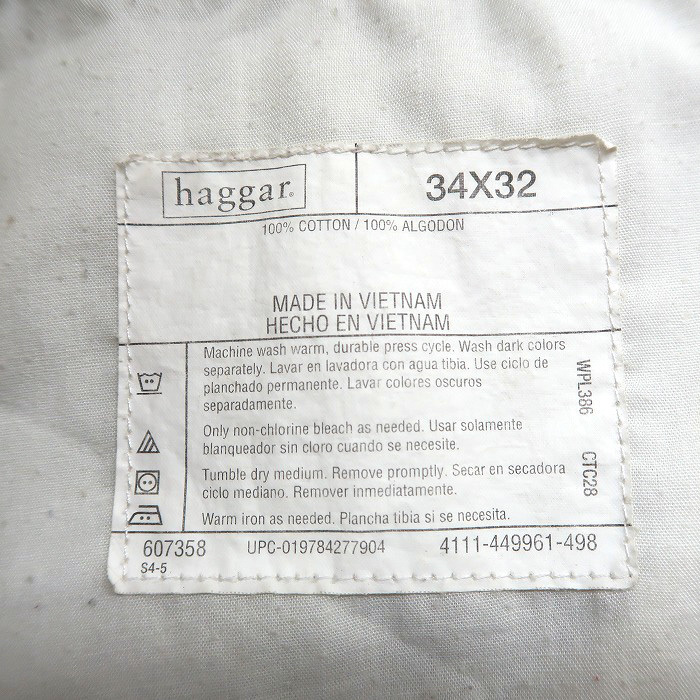 haggar®
34X32
100% COTTON / 100% ALGODON
MADE IN VIETNAM
HECHO EN VIETNAM
Machine wash warm, durable press cycle. Wash dark colors
separately. Lavar en lavadora con agua tibia. Use ciclo de
planchado permanente. Lavar colores oscuros
separadamente.
Only non-chlorine bleach as needed. Usar solamente
blanqueador sin cloro cuando se necesite.
Tumble dry medium. Remove promptly. Secar en secadora
ciclo mediano. Remover inmediatamente.
Warm iron as needed. Plancha tibia si se necesita.
WPL386
CTC28
607358
UPC-019784277904
4111-449961-498
S4-5